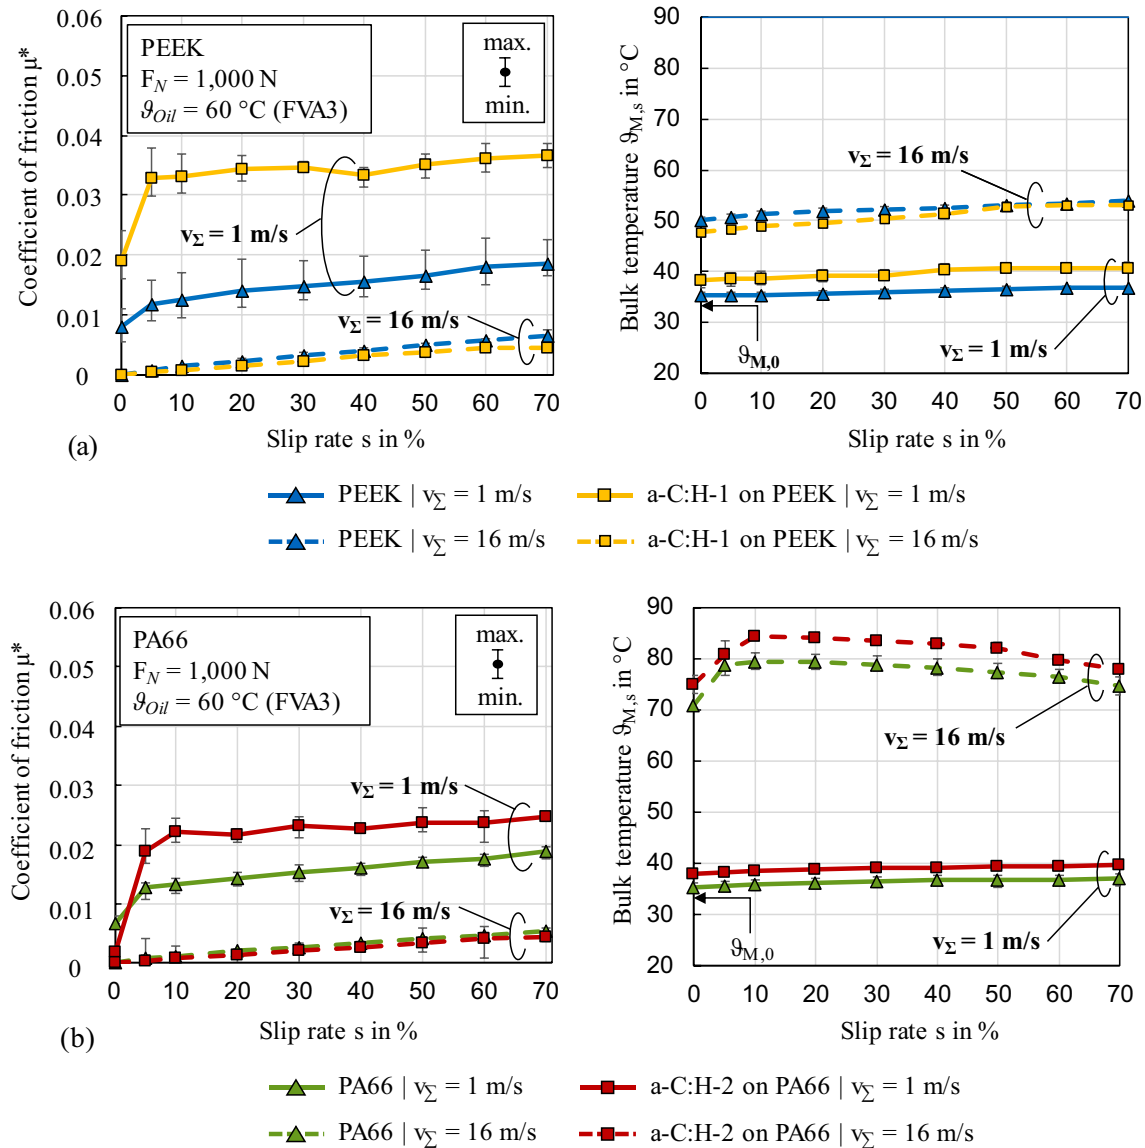 Coefficient of friction µ*
0.06
0.05
0.04
0.03
0.02
0.01
0
PEEK
F_N = 1,000 N
ϑ_Oil = 60 °C (FVA3)
max.
min.
v_Σ = 1 m/s
v_Σ = 16 m/s
0 10 20 30 40 50 60 70
Slip rate s in %
(a)
Bulk temperature ϑ_M,s in °C
90
80
70
60
50
40
30
20
v_Σ = 16 m/s
ϑ_M,0
v_Σ = 1 m/s
0 10 20 30 40 50 60 70
Slip rate s in %
PEEK | v_Σ = 1 m/s
a-C:H-1 on PEEK | v_Σ = 1 m/s
PEEK | v_Σ = 16 m/s
a-C:H-1 on PEEK | v_Σ = 16 m/s
Coefficient of friction µ*
0.06
0.05
0.04
0.03
0.02
0.01
0
PA66
F_N = 1,000 N
ϑ_Oil = 60 °C (FVA3)
max.
min.
v_Σ = 1 m/s
v_Σ = 16 m/s
0 10 20 30 40 50 60 70
Slip rate s in %
(b)
Bulk temperature ϑ_M,s in °C
90
80
70
60
50
40
30
20
v_Σ = 16 m/s
v_Σ = 1 m/s
ϑ_M,0
0 10 20 30 40 50 60 70
Slip rate s in %
PA66 | v_Σ = 1 m/s
a-C:H-2 on PA66 | v_Σ = 1 m/s
PA66 | v_Σ = 16 m/s
a-C:H-2 on PA66 | v_Σ = 16 m/s